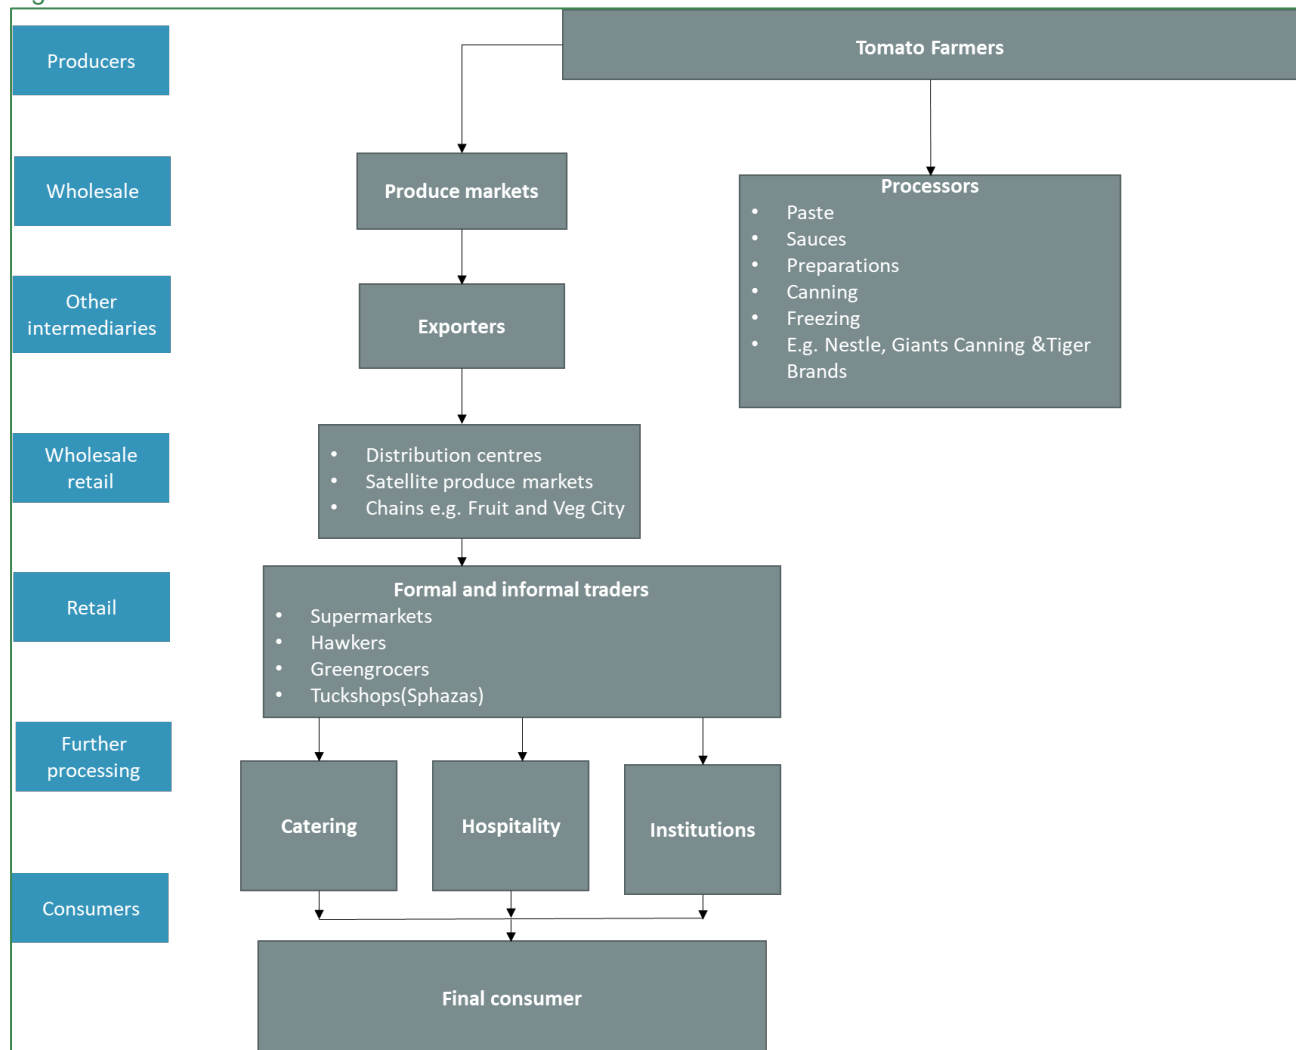 Producers
Tomato Farmers
Wholesale
Produce markets
Processors
• Paste
• Sauces
• Preparations
• Canning
• Freezing
• E.g. Nestle, Giants Canning &Tiger
Brands
Other
intermediaries
Exporters
Wholesale
retail
• Distribution centres
• Satellite produce markets
• Chains e.g. Fruit and Veg City
Retail
Formal and informal traders
• Supermarkets
• Hawkers
• Greengrocers
• Tuckshops(Sphazas)
Further
processing
Catering
Hospitality
Institutions
Consumers
Final consumer